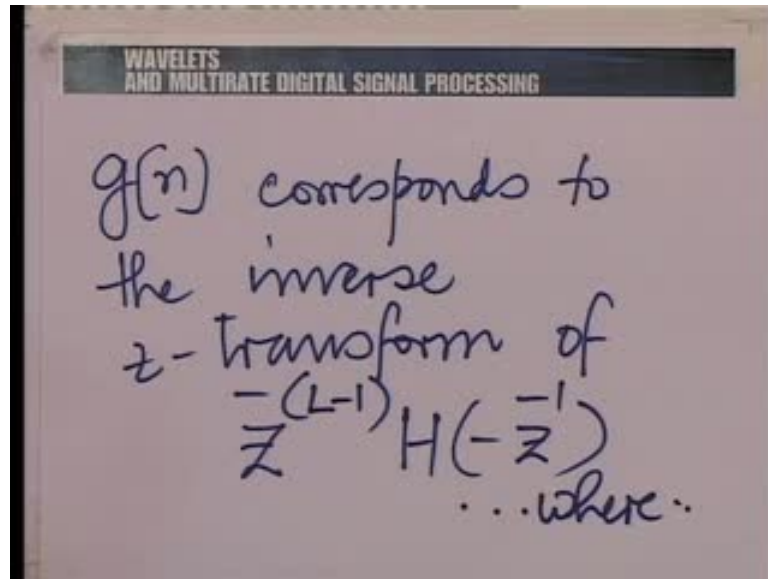 WAVELETS
AND MULTIRATE DIGITAL SIGNAL PROCESSING
g[n] corresponds to
the inverse
z-transform of
z^-(L-1) H(-z^-1)
...where..